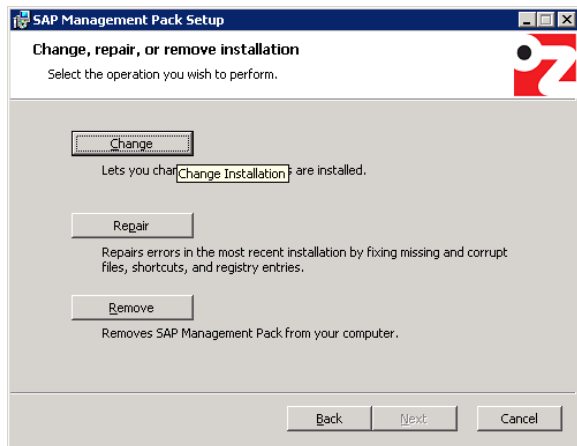 SAP Management Pack Setup
Change, repair, or remove installation
Select the operation you wish to perform.
Change
Lets you char
Change Installation
s are installed.
Repair
Repairs errors in the most recent installation by fixing missing and corrupt
files, shortcuts, and registry entries.
Remove
Removes SAP Management Pack from your computer.
Back
Next
Cancel